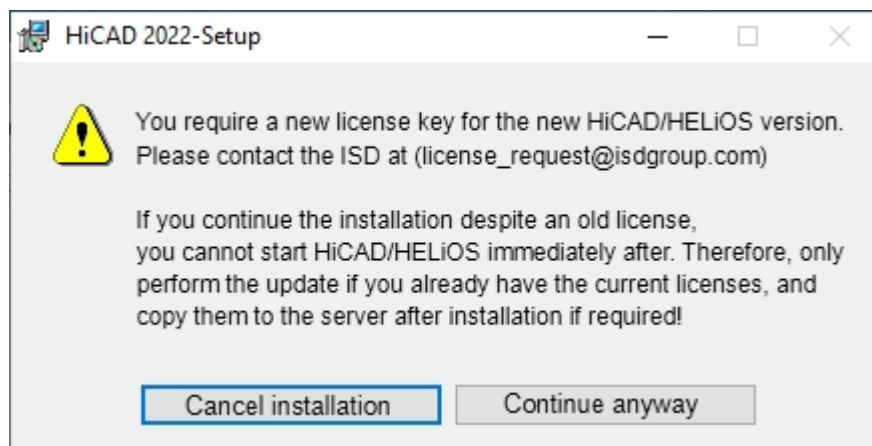 HiCAD 2022-Setup
You require a new license key for the new HiCAD/HELiOS version.
Please contact the ISD at (license_request@isdgroup.com)
If you continue the installation despite an old license,
you cannot start HiCAD/HELiOS immediately after. Therefore, only
perform the update if you already have the current licenses, and
copy them to the server after installation if required!
Cancel installation
Continue anyway